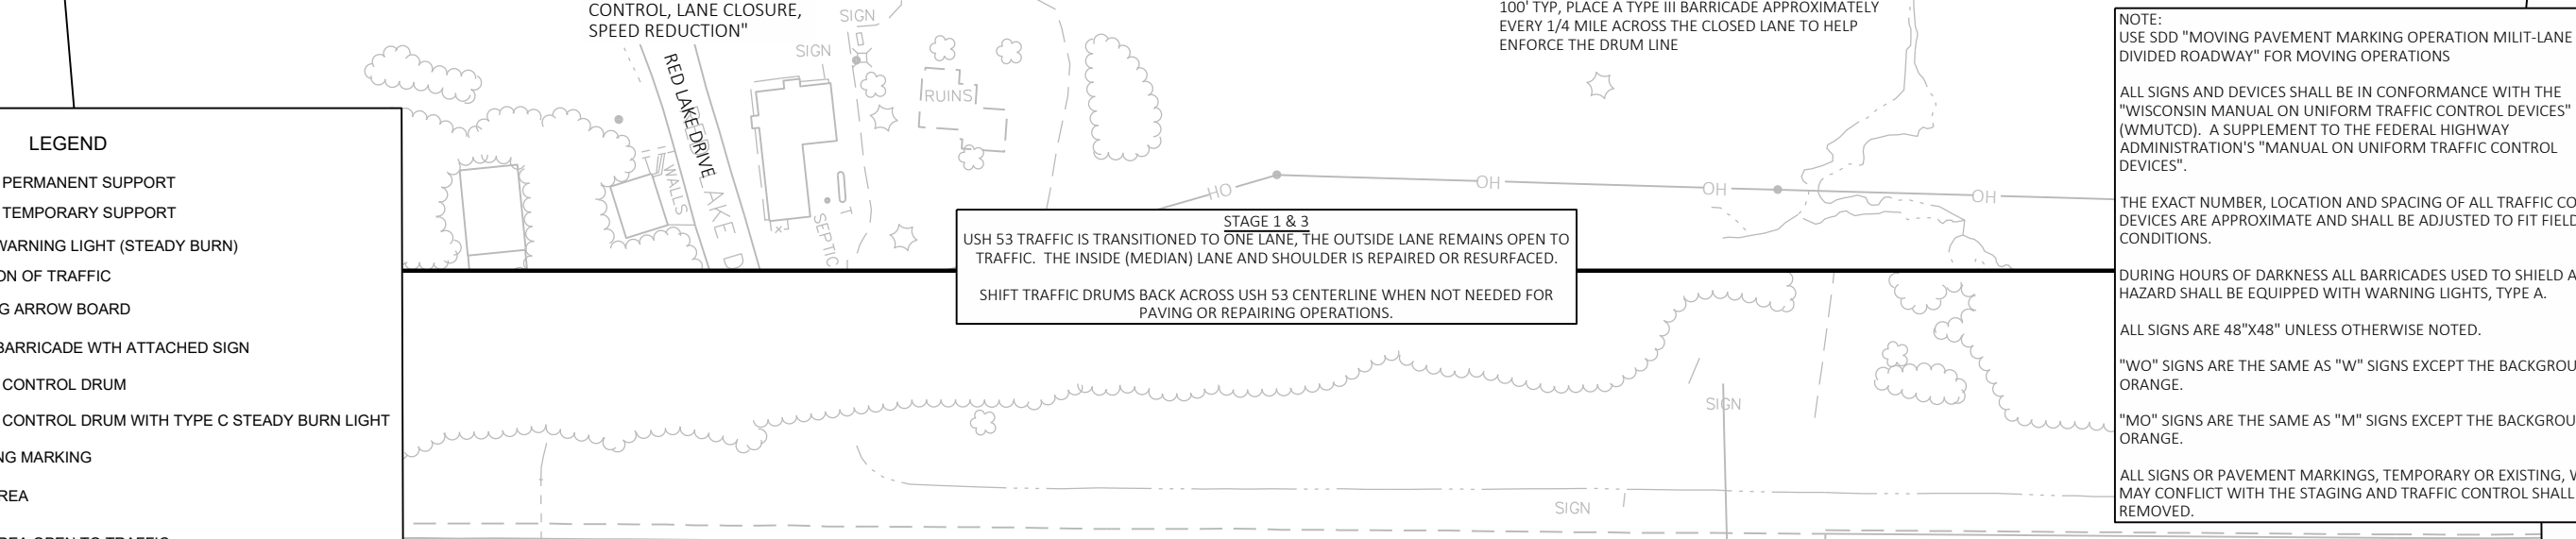 CONTROL, LANE CLOSURE,
SPEED REDUCTION"
SIGN
SIGN
100' TYP, PLACE A TYPE III BARRICADE APPROXIMATELY
EVERY 1/4 MILE ACROSS THE CLOSED LANE TO HELP
ENFORCE THE DRUM LINE
RUINS
RED LAKE DRIVE
LAKE D
WALLS
SEPTIC
T
LEGEND
PERMANENT SUPPORT
TEMPORARY SUPPORT
WARNING LIGHT (STEADY BURN)
ON OF TRAFFIC
G ARROW BOARD
BARRICADE WTH ATTACHED SIGN
CONTROL DRUM
CONTROL DRUM WITH TYPE C STEADY BURN LIGHT
NG MARKING
REA
REA OPEN TO TRAFFIC
OH
OH
OH
OH
STAGE 1 & 3
USH 53 TRAFFIC IS TRANSITIONED TO ONE LANE, THE OUTSIDE LANE REMAINS OPEN TO
TRAFFIC. THE INSIDE (MEDIAN) LANE AND SHOULDER IS REPAIRED OR RESURFACED.
SHIFT TRAFFIC DRUMS BACK ACROSS USH 53 CENTERLINE WHEN NOT NEEDED FOR
PAVING OR REPAIRING OPERATIONS.
SIGN
SIGN
NOTE:
USE SDD "MOVING PAVEMENT MARKING OPERATION MILIT-LANE
DIVIDED ROADWAY" FOR MOVING OPERATIONS
ALL SIGNS AND DEVICES SHALL BE IN CONFORMANCE WITH THE
"WISCONSIN MANUAL ON UNIFORM TRAFFIC CONTROL DEVICES"
(WMUTCD). A SUPPLEMENT TO THE FEDERAL HIGHWAY
ADMINISTRATION'S "MANUAL ON UNIFORM TRAFFIC CONTROL
DEVICES".
THE EXACT NUMBER, LOCATION AND SPACING OF ALL TRAFFIC CO
DEVICES ARE APPROXIMATE AND SHALL BE ADJUSTED TO FIT FIELD
CONDITIONS.
DURING HOURS OF DARKNESS ALL BARRICADES USED TO SHIELD A
HAZARD SHALL BE EQUIPPED WITH WARNING LIGHTS, TYPE A.
ALL SIGNS ARE 48"X48" UNLESS OTHERWISE NOTED.
"WO" SIGNS ARE THE SAME AS "W" SIGNS EXCEPT THE BACKGROU
ORANGE.
"MO" SIGNS ARE THE SAME AS "M" SIGNS EXCEPT THE BACKGROU
ORANGE.
ALL SIGNS OR PAVEMENT MARKINGS, TEMPORARY OR EXISTING, W
MAY CONFLICT WITH THE STAGING AND TRAFFIC CONTROL SHALL
REMOVED.